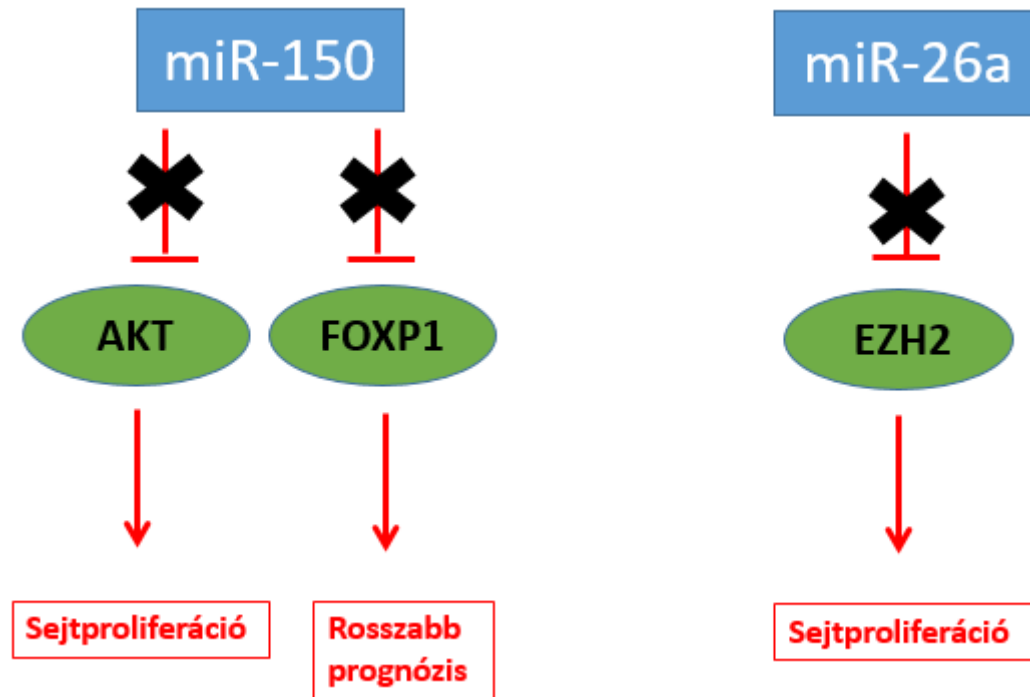 miR-150
miR-26a
AKT
FOXP1
EZH2
Sejtproliferáció
Rosszabb
prognózis
Sejtproliferáció